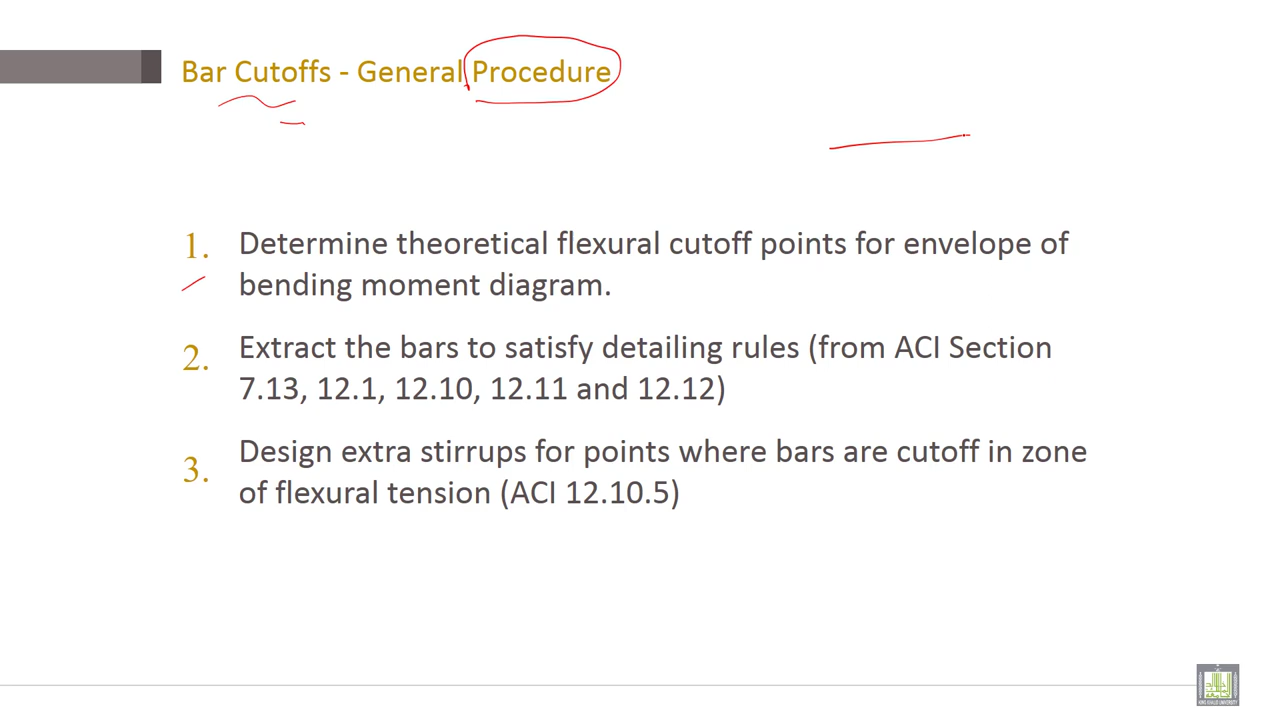 Bar Cutoffs - General Procedure
1. Determine theoretical flexural cutoff points for envelope of
bending moment diagram.
2. Extract the bars to satisfy detailing rules (from ACI Section
7.13, 12.1, 12.10, 12.11 and 12.12)
3. Design extra stirrups for points where bars are cutoff in zone
of flexural tension (ACI 12.10.5)
KING KHALID UNIVERSITY